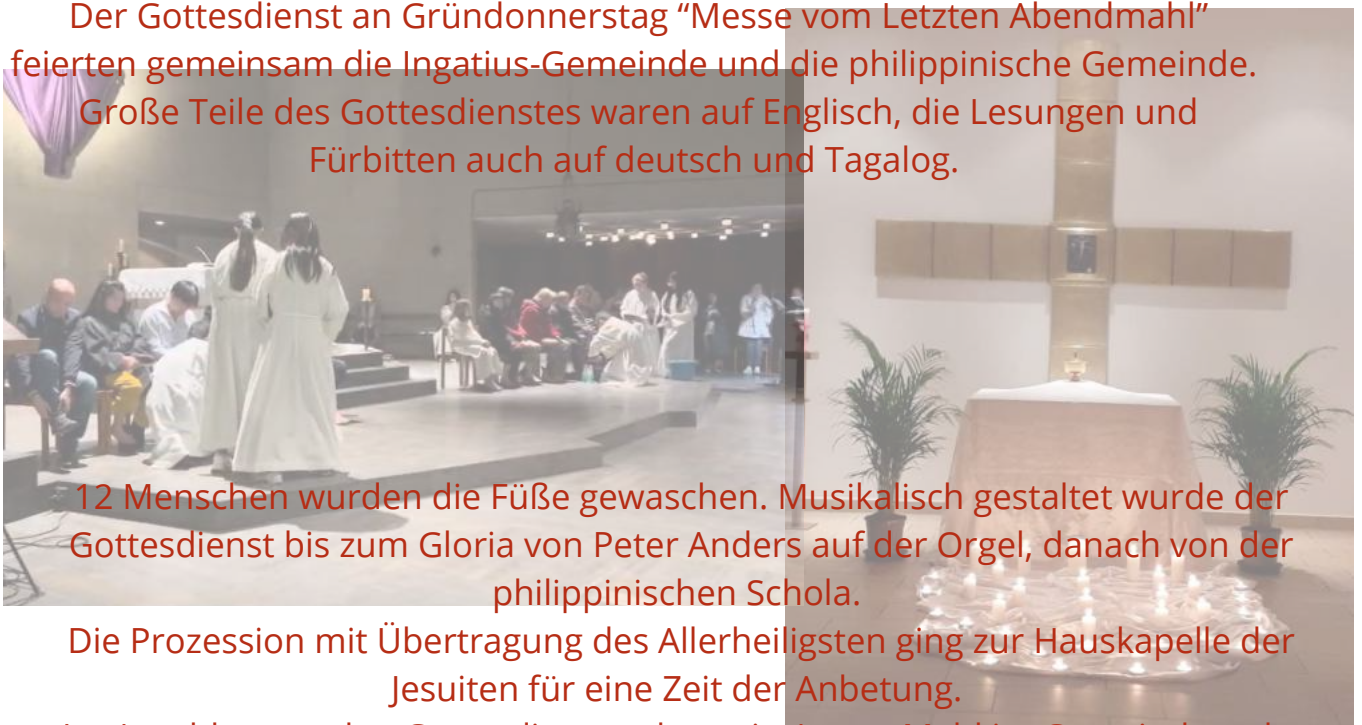 Der Gottesdienst an Gründonnerstag “Messe vom Letzten Abendmahl”
feierten gemeinsam die Ingatius-Gemeinde und die philippinische Gemeinde.
Große Teile des Gottesdienstes waren auf Englisch, die Lesungen und
Fürbitten auch auf deutsch und Tagalog.
12 Menschen wurden die Füße gewaschen. Musikalisch gestaltet wurde der
Gottesdienst bis zum Gloria von Peter Anders auf der Orgel, danach von der
philippinischen Schola.
Die Prozession mit Übertragung des Allerheiligsten ging zur Hauskapelle der
Jesuiten für eine Zeit der Anbetung.